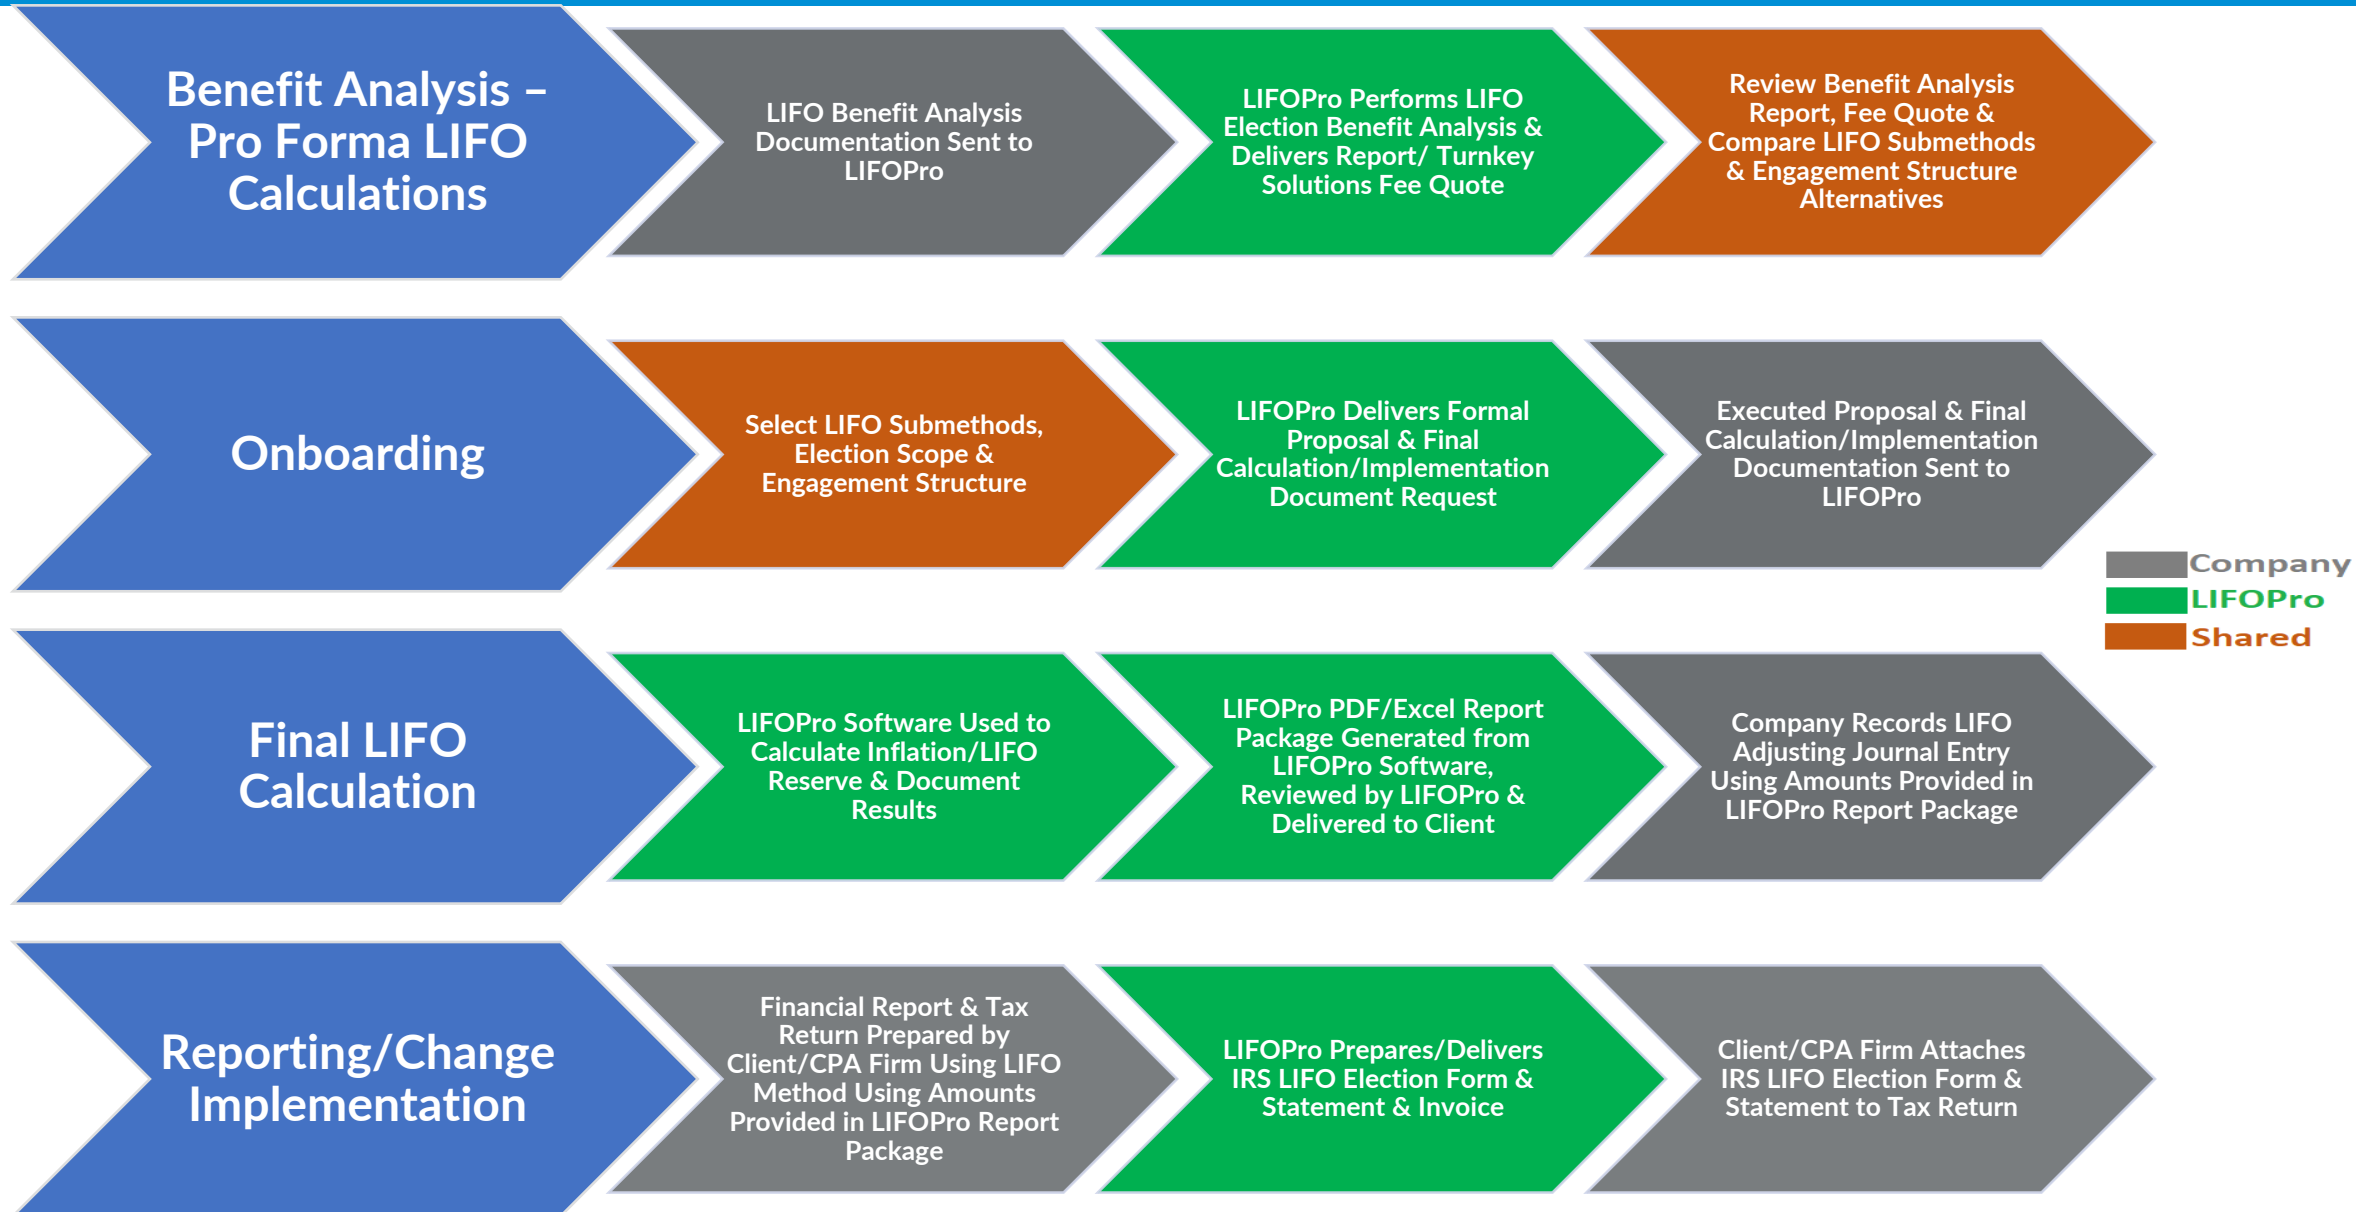 Benefit Analysis –
Pro Forma LIFO
Calculations
LIFO Benefit Analysis
Documentation Sent to
LIFOPro
LIFOPro Performs LIFO
Election Benefit Analysis &
Delivers Report/ Turnkey
Solutions Fee Quote
Review Benefit Analysis
Report, Fee Quote &
Compare LIFO Submethods
& Engagement Structure
Alternatives
Onboarding
Select LIFO Submethods,
Election Scope &
Engagement Structure
LIFOPro Delivers Formal
Proposal & Final
Calculation/Implementation
Document Request
Executed Proposal & Final
Calculation/Implementation
Documentation Sent to
LIFOPro
Company
LIFOPro
Shared
Final LIFO
Calculation
LIFOPro Software Used to
Calculate Inflation/LIFO
Reserve & Document
Results
LIFOPro PDF/Excel Report
Package Generated from
LIFOPro Software,
Reviewed by LIFOPro &
Delivered to Client
Company Records LIFO
Adjusting Journal Entry
Using Amounts Provided in
LIFOPro Report Package
Reporting/Change
Implementation
Financial Report & Tax
Return Prepared by
Client/CPA Firm Using LIFO
Method Using Amounts
Provided in LIFOPro Report
Package
LIFOPro Prepares/Delivers
IRS LIFO Election Form &
Statement & Invoice
Client/CPA Firm Attaches
IRS LIFO Election Form &
Statement to Tax Return